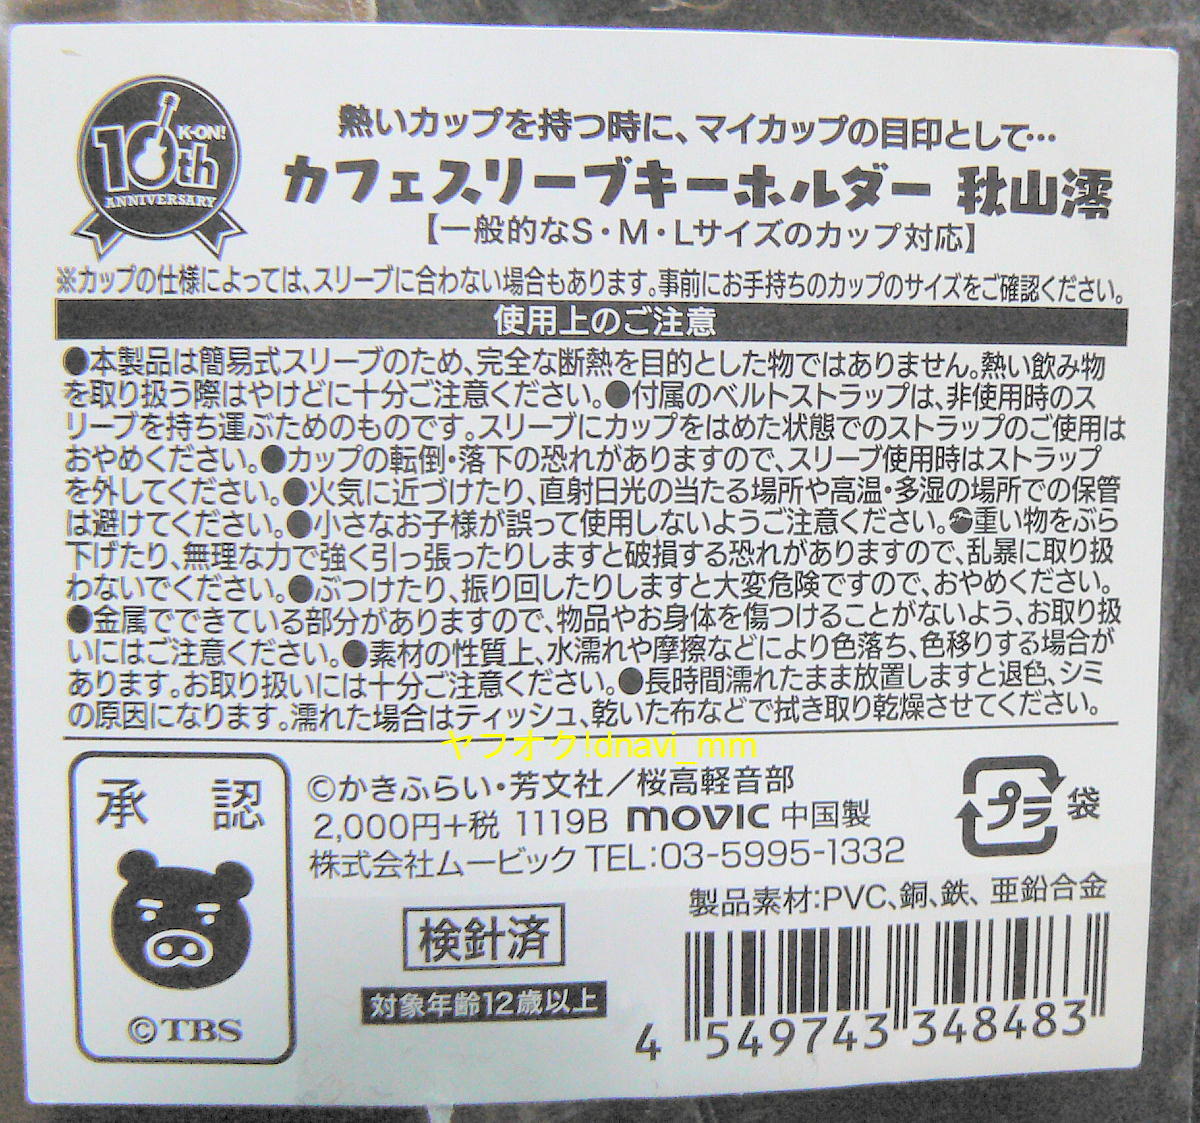 K-ON!
10th
ANNIVERSARY
熱いカップを持つ時に、マイカップの目印として…
カフェスリーブキーホルダー 秋山澪
【一般的なS・M・Lサイズのカップ対応】
※カップの仕様によっては、スリーブに合わない場合もあります。事前にお手持ちのカップのサイズをご確認ください。
使用上のご注意
●本製品は簡易式スリーブのため、完全な断熱を目的とした物ではありません。熱い飲み物
を取り扱う際はやけどに十分ご注意ください。●付属のベルトストラップは、非使用時のス
リーブを持ち運ぶためのものです。スリーブにカップをはめた状態でのストラップのご使用は
おやめください。●カップの転倒・落下の恐れがありますので、スリーブ使用時はストラップ
を外してください。●火気に近づけたり、直射日光の当たる場所や高温・多湿の場所での保管
は避けてください。●小さなお子様が誤って使用しないようご注意ください。●重い物をぶら
下げたり、無理な力で強く引っ張ったりしますと破損する恐れがありますので、乱暴に取り扱
わないでください。●ぶつけたり、振り回したりしますと大変危険ですので、おやめください。
●金属でできている部分がありますので、物品やお身体を傷つけることがないよう、お取り扱
いにはご注意ください。●素材の性質上、水濡れや摩擦などにより色落ち、色移りする場合が
あります。お取り扱いには十分ご注意ください。●長時間濡れたまま放置しますと退色、シミ
の原因になります。濡れた場合はティッシュ、乾いた布などで拭き取り乾燥させてください。
ヤフオク!dnavi_mm
承 認
©TBS
©かきふらい・芳文社／桜高軽音部
2,000円+税 1119B movic 中国製
株式会社ムービック TEL:03-5995-1332
プラ 袋
製品素材:PVC、銅、鉄、亜鉛合金
検針済
対象年齢12歳以上
4 549743 348483